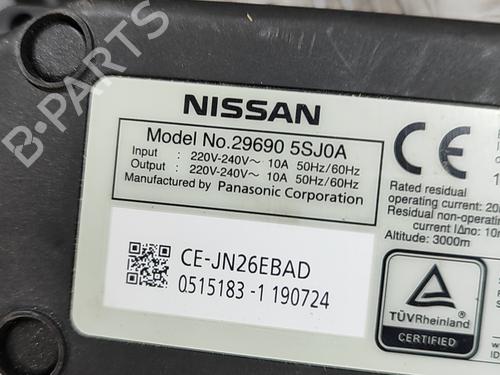 NISSAN
Model No.29690 5SJ0A
Input : 220V-240V～ 10A 50Hz/60Hz
Output : 220V-240V～ 10A 50Hz/60Hz
Manufactured by Panasonic Corporation
CE-JN26EBAD
0515183-1 190724
CE
Rated residual
operating current: 20
Residual non-operati
current IΔno: 10m
Altitude: 3000m
TÜVRheinland
CERTIFIED
B-PARTS